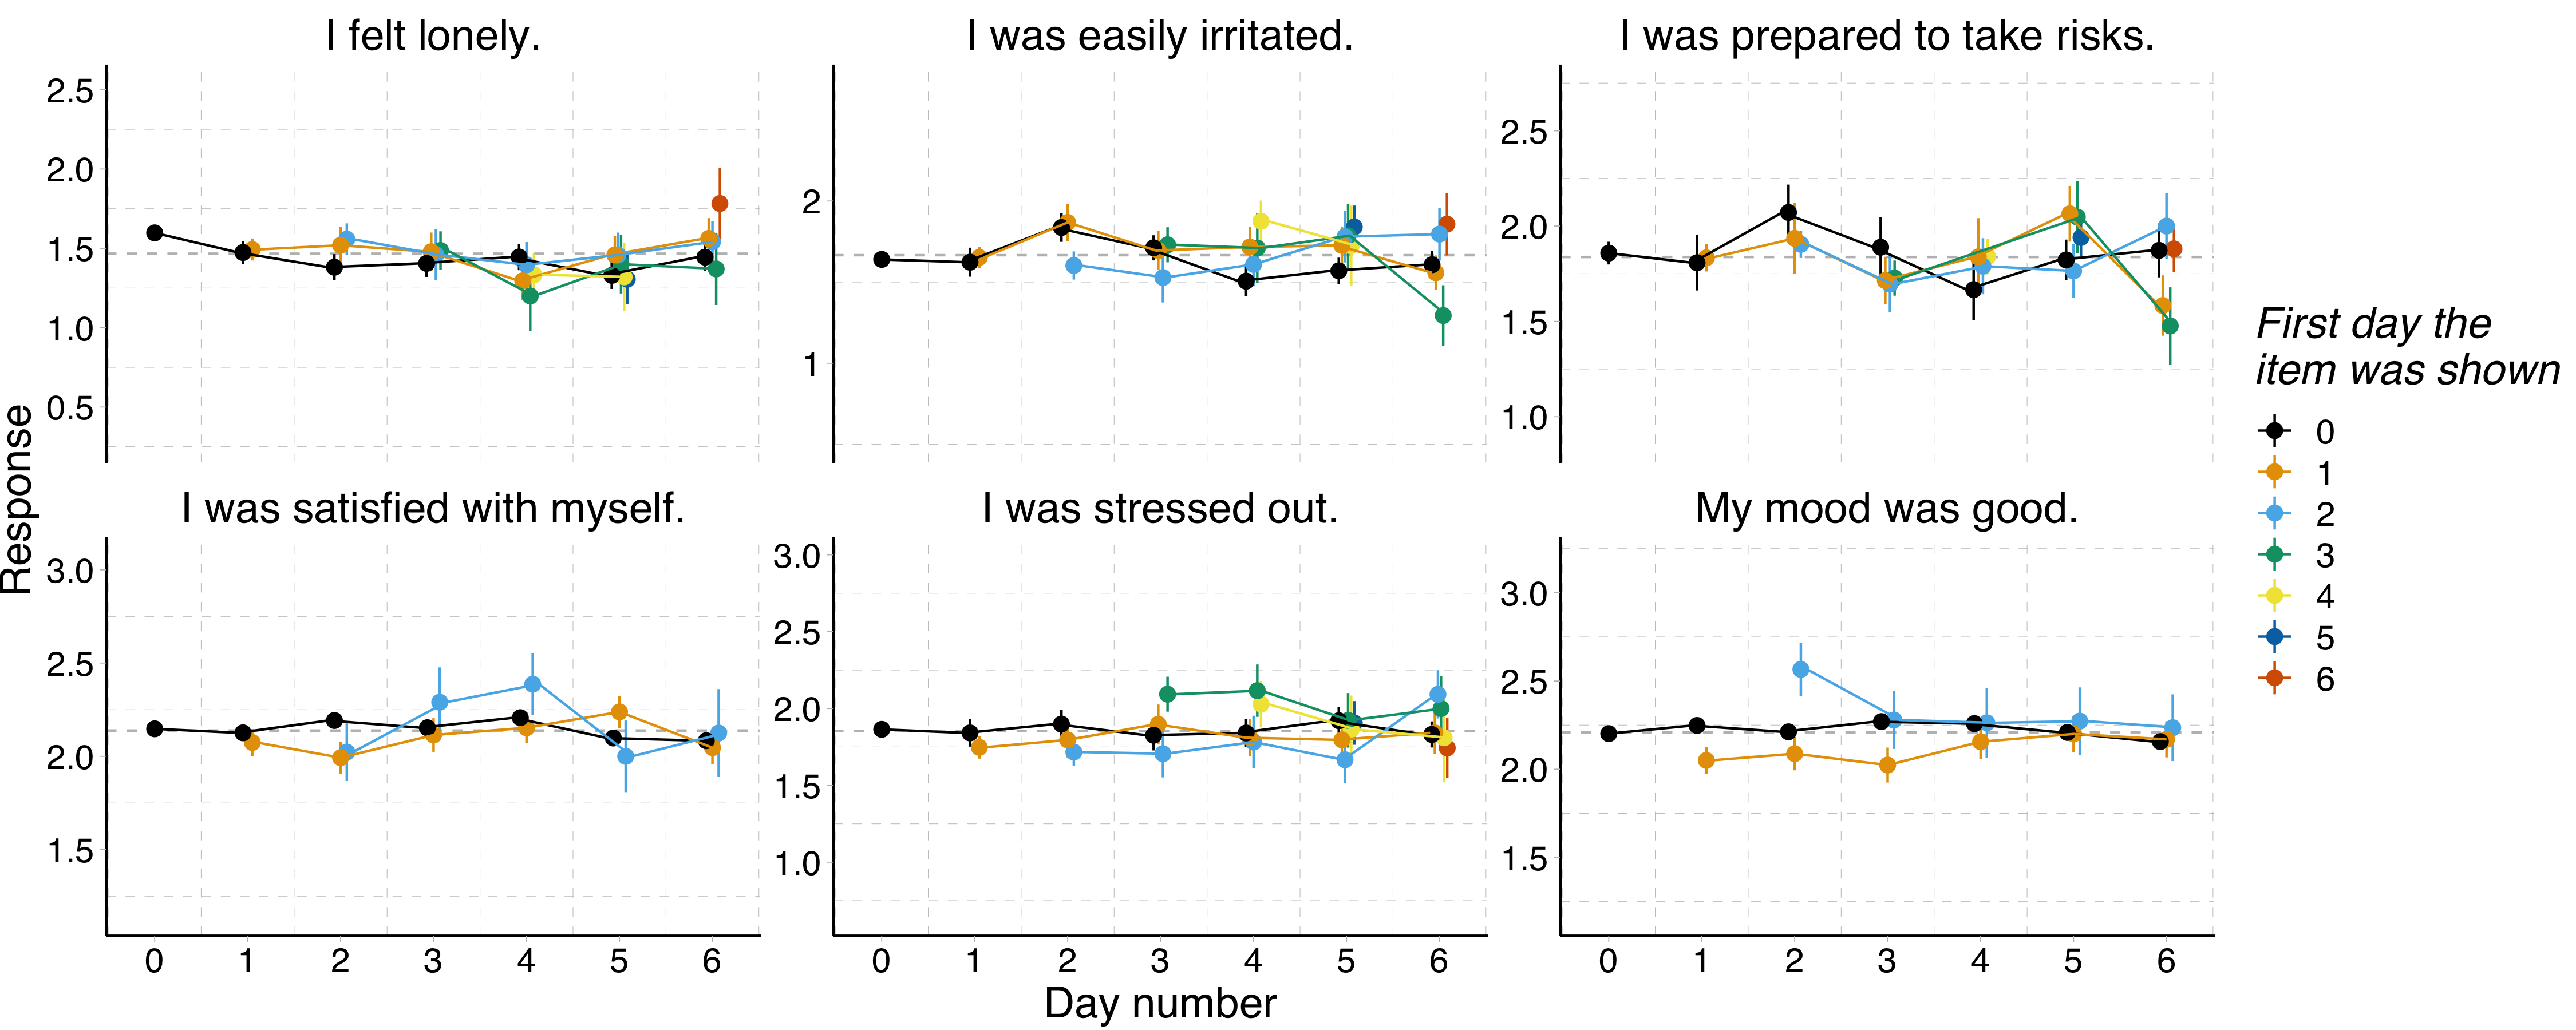 I felt lonely.
I was easily irritated.
I was prepared to take risks.
2.5
2.0
1.5
1.0
0.5
2
1
2.5
2.0
1.5
1.0
Response
I was satisfied with myself.
I was stressed out.
My mood was good.
3.0
2.5
2.0
1.5
3.0
2.5
2.0
1.5
1.0
3.0
2.5
2.0
1.5
0 1 2 3 4 5 6
0 1 2 3 4 5 6
0 1 2 3 4 5 6
Day number
First day the
item was shown
0
1
2
3
4
5
6